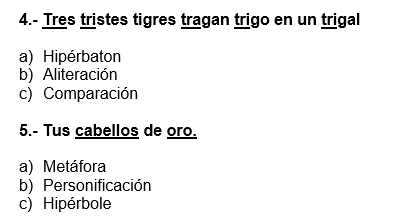 4.- Tres tristes tigres tragan trigo en un trigal
a) Hipérbaton
b) Aliteración
c) Comparación
5.- Tus cabellos de oro.
a) Metáfora
b) Personificación
c) Hipérbole